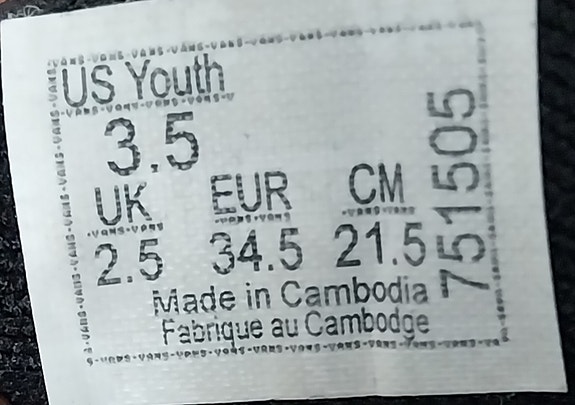 US Youth
3.5
UK EUR CM
2.5 34.5 21.5
Made in Cambodia
Fabrique au Cambodge
751505